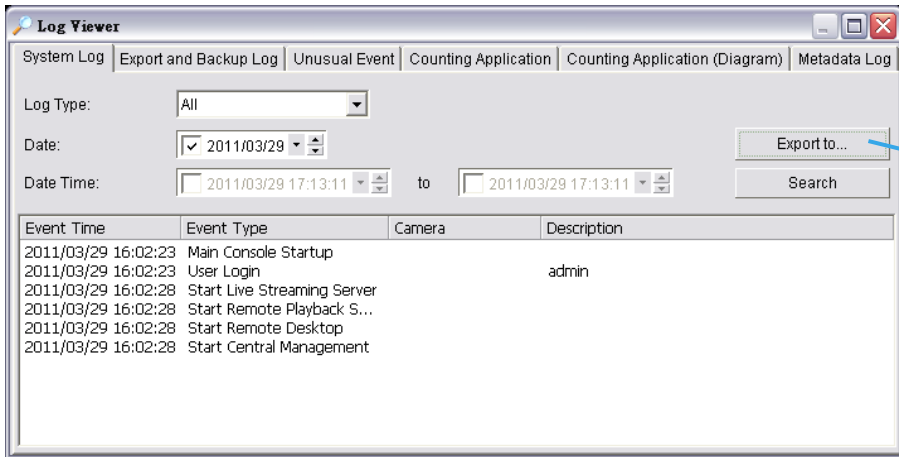 Log Viewer
System Log Export and Backup Log Unusual Event Counting Application Counting Application (Diagram) Metadata Log
Log Type: All
Date: 2011/03/29 Export to...
Date Time: 2011/03/29 17:13:11 to 2011/03/29 17:13:11 Search
Event Time Event Type Camera Description
2011/03/29 16:02:23 Main Console Startup
2011/03/29 16:02:23 User Login admin
2011/03/29 16:02:28 Start Live Streaming Server
2011/03/29 16:02:28 Start Remote Playback S...
2011/03/29 16:02:28 Start Remote Desktop
2011/03/29 16:02:28 Start Central Management